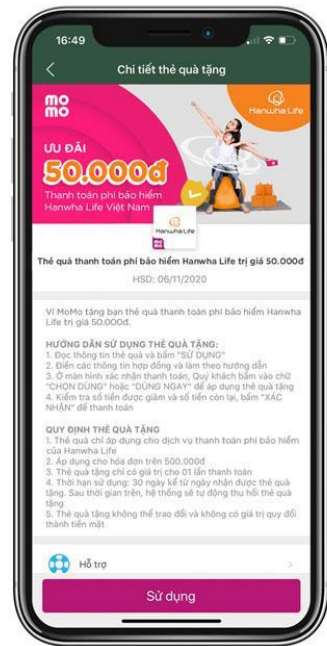 16:49
Chi tiết thẻ quà tặng
mo
mo
Hanwha Life
ƯU ĐÃI
50.000đ
Thanh toán phí bảo hiểm
Hanwha Life Việt Nam
Hanwha Life
mo
mo
Thẻ quà thanh toán phí bảo hiểm Hanwha Life trị giá 50.000đ
HSD: 06/11/2020
Ví MoMo tặng bạn thẻ quà thanh toán phí bảo hiểm Hanwha
Life trị giá 50.000đ.
HƯỚNG DẪN SỬ DỤNG THẺ QUÀ TẶNG:
1. Đọc thông tin thẻ quà và bấm "SỬ DỤNG"
2. Điền các thông tin hợp đồng và làm theo hướng dẫn
3. Ở màn hình xác nhận thanh toán, Quý khách bấm vào chữ
"CHỌN DÙNG" hoặc "DÙNG NGAY" để áp dụng thẻ quà tặng
4. Kiểm tra số tiền được giảm và số tiền còn lại, bấm "XÁC
NHẬN" để thanh toán
QUY ĐỊNH THẺ QUÀ TẶNG
1. Thẻ quà chỉ áp dụng cho dịch vụ thanh toán phí bảo hiểm
của Hanwha Life
2. Áp dụng cho hóa đơn trên 500.000đ
3. Thẻ quà tặng chỉ có giá trị cho 01 lần thanh toán
4. Thời hạn sử dụng: 30 ngày kể từ ngày nhận được thẻ quà
tặng. Sau thời gian trên, hệ thống sẽ tự động thu hồi thẻ quà
tặng
5. Thẻ quà tặng không thể trao đổi và không có giá trị quy đổi
thành tiền mặt
Hỗ trợ
Sử dụng